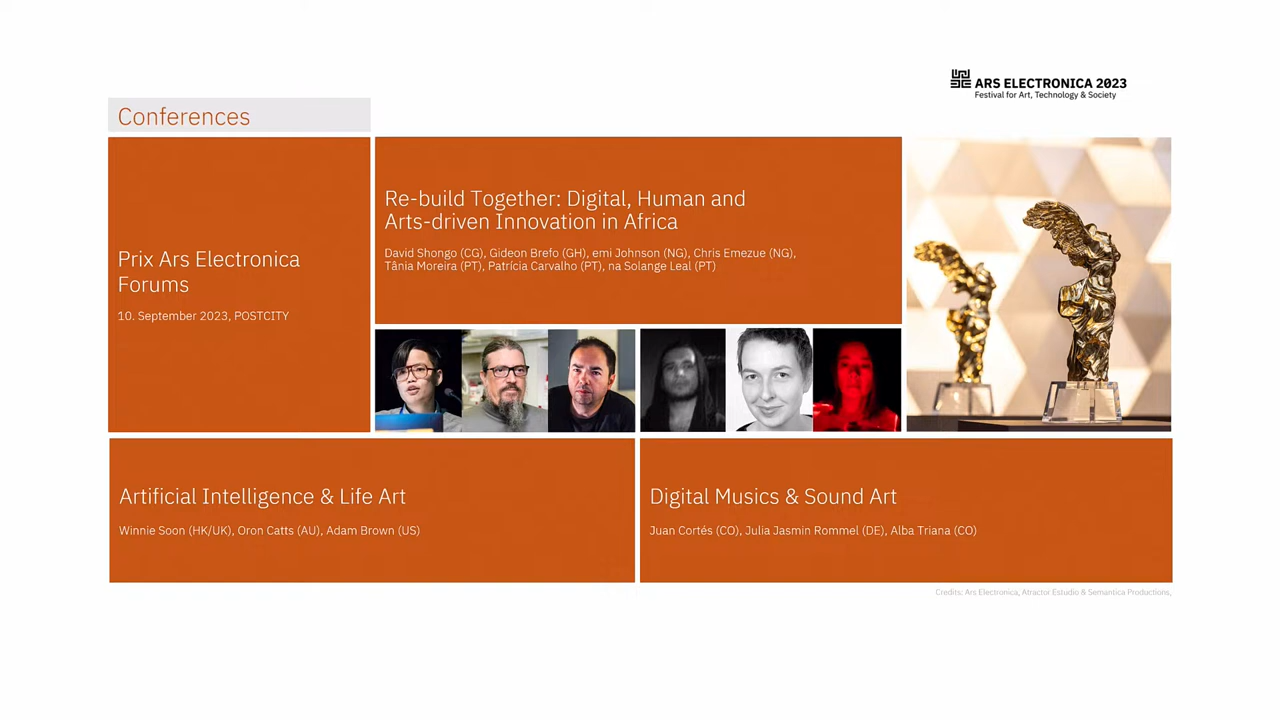 ARS ELECTRONICA 2023
Festival for Art, Technology & Society
Conferences
Prix Ars Electronica
Forums
10. September 2023, POSTCITY
Re-build Together: Digital, Human and
Arts-driven Innovation in Africa
David Shongo (CG), Gideon Brefo (GH), emi Johnson (NG), Chris Emezue (NG),
Tânia Moreira (PT), Patrícia Carvalho (PT), na Solange Leal (PT)
Artificial Intelligence & Life Art
Winnie Soon (HK/UK), Oron Catts (AU), Adam Brown (US)
Digital Musics & Sound Art
Juan Cortés (CO), Julia Jasmin Rommel (DE), Alba Triana (CO)
Credits: Ars Electronica, Atractor Estudio & Semantica Productions,